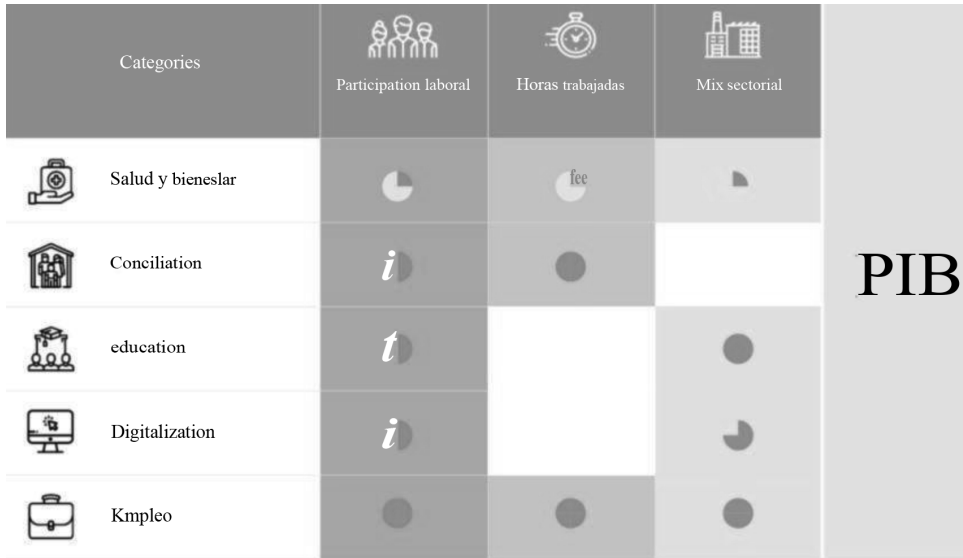 Categories
Participation laboral
Horas trabajadas
Mix sectorial
Salud y bieneslar
fee
Conciliation
i
education
t
Digitalization
i
Kmpleo
PIB